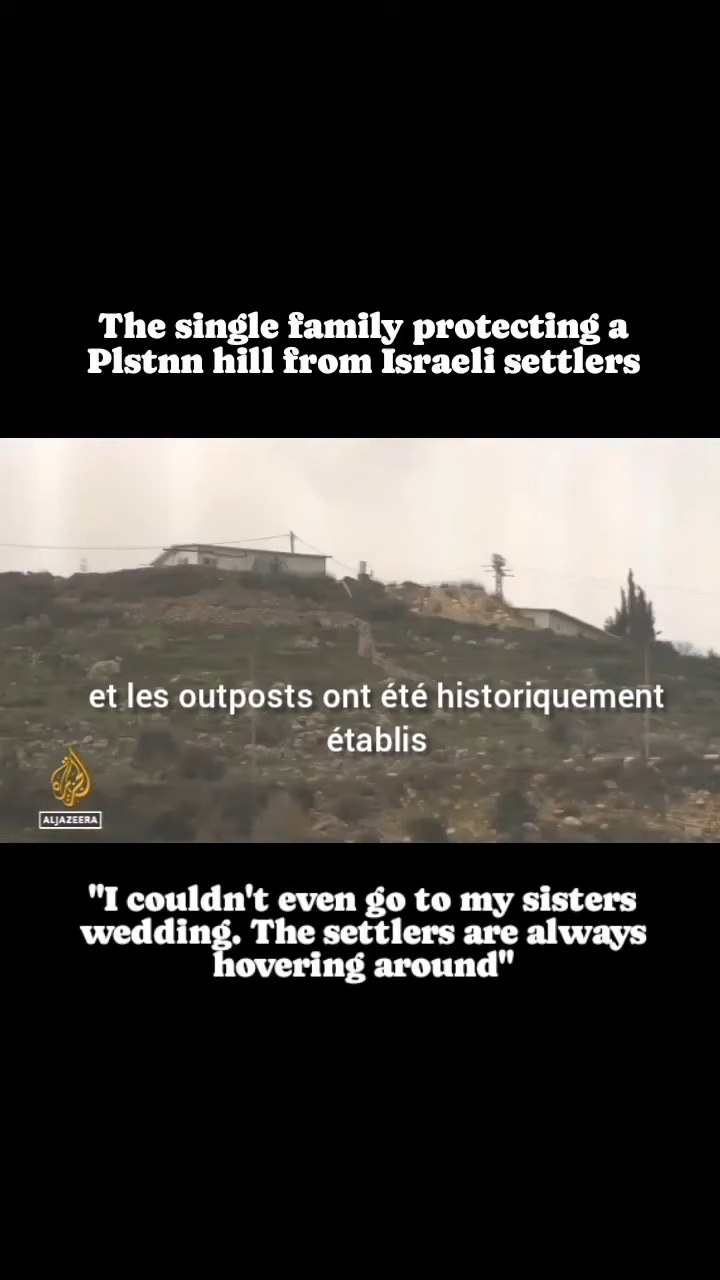 The single family protecting a
Plstnn hill from Israeli settlers
et les outposts ont été historiquement
établis
ALJAZEERA
"I couldn't even go to my sisters
wedding. The settlers are always
hovering around"